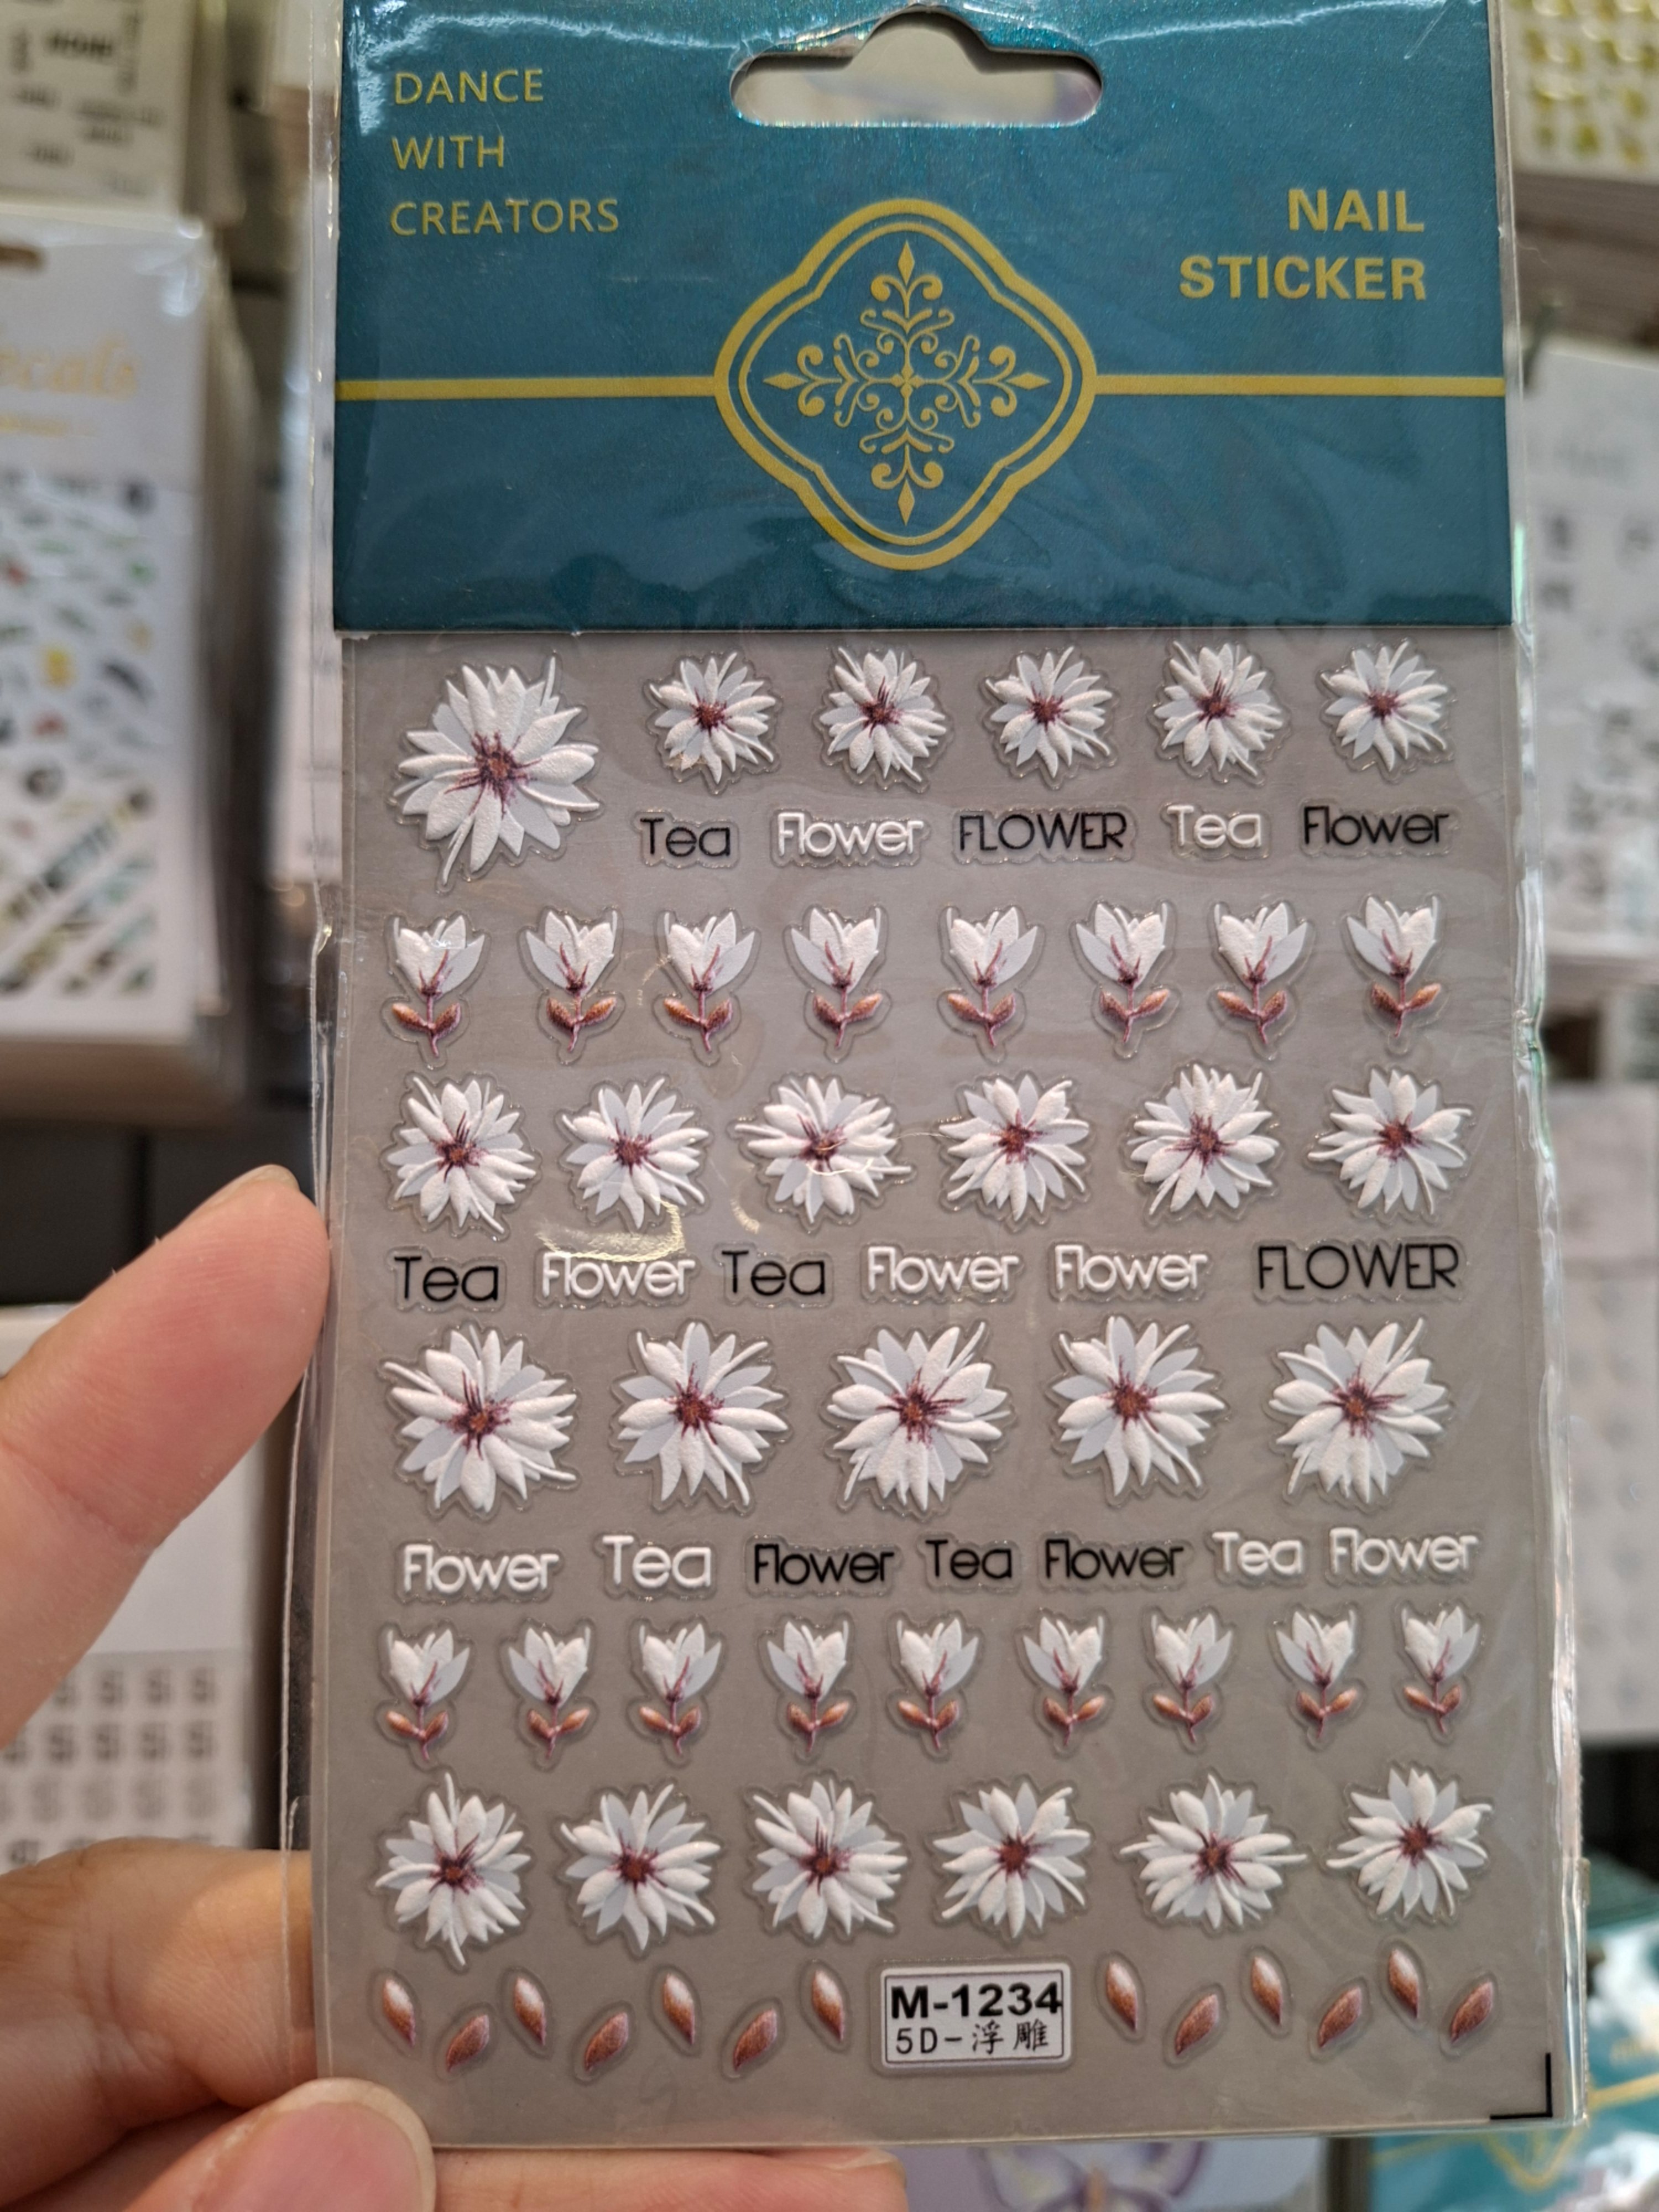 DANCE
WITH
CREATORS
NAIL
STICKER
Tea Flower FLOWER Tea Flower
Tea Flower Tea Flower Flower FLOWER
Flower Tea Flower Tea Flower Tea Flower
M-1234
5D-浮雕